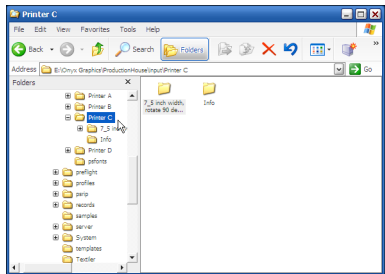 Printer C
File Edit View Favorites Tools Help
Back Search Folders »
Address E:\Onyx Graphics\ProductionHouse\input\Printer C Go
Folders
Printer A
Printer B
Printer C
7_5 in
Info
Printer D
psfonts
preflight
profiles
psrip
records
samples
server
System
templates
Textiler
7_5 inch width,
rotate 90 de...
Info